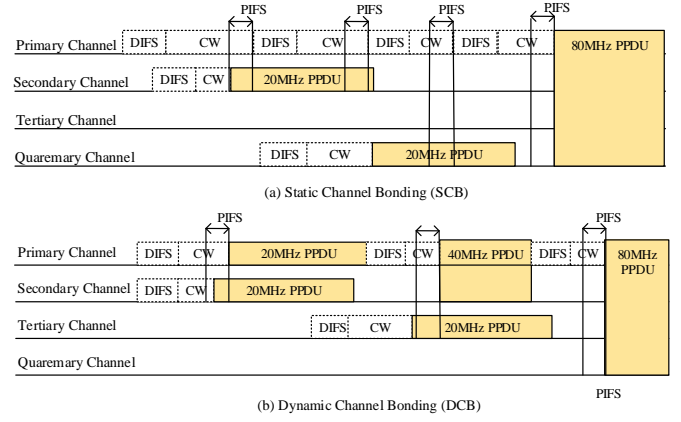 PIFS PIFS PIFS PIFS
Primary Channel DIFS CW DIFS CW DIFS CW DIFS CW 80MHz PPDU
Secondary Channel DIFS CW 20MHz PPDU
Tertiary Channel
Quaremary Channel DIFS CW 20MHz PPDU
(a) Static Channel Bonding (SCB)
PIFS PIFS
Primary Channel DIFS CW 20MHz PPDU DIFS CW 40MHz PPDU DIFS CW 80MHz PPDU
Secondary Channel DIFS CW 20MHz PPDU
Tertiary Channel DIFS CW 20MHz PPDU
Quaremary Channel
PIFS
(b) Dynamic Channel Bonding (DCB)